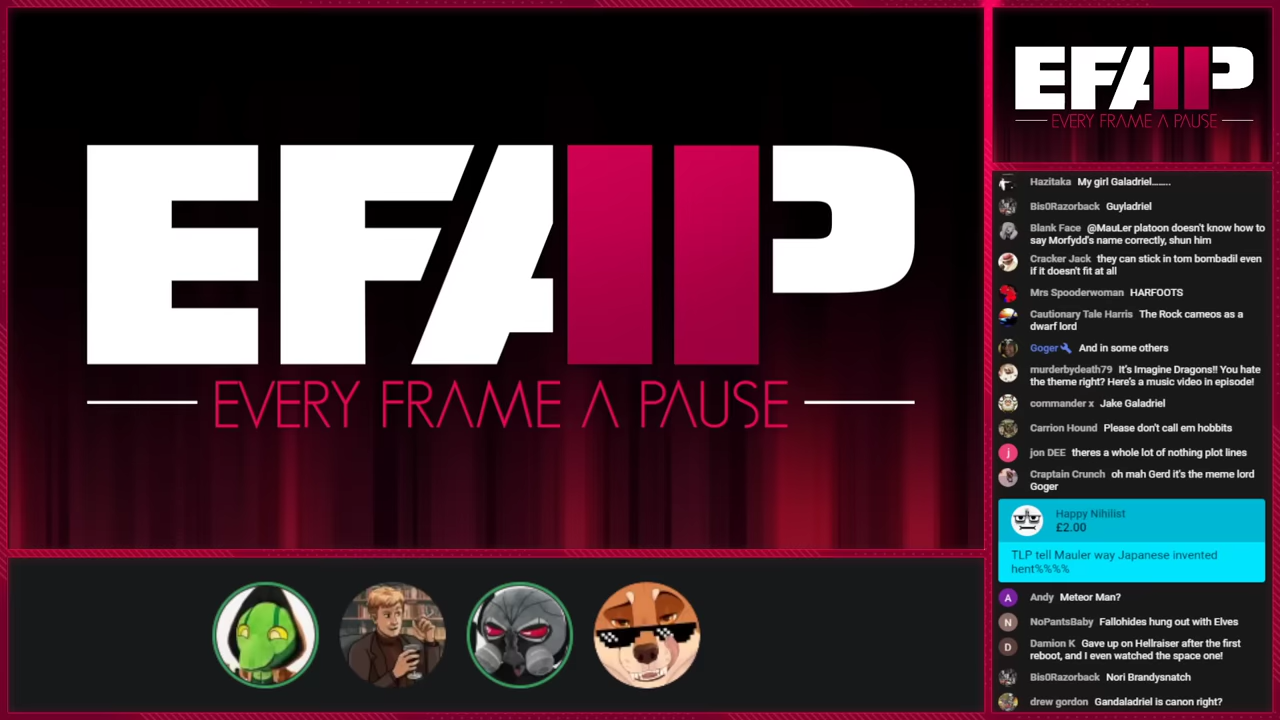 EFAP
EVERY FRAME A PAUSE
EFAP
EVERY FRAME A PAUSE
Hazitaka My girl Galadriel........
Bis0Razorback Guyladriel
Blank Face @MauLer platoon doesn't know how to
say Morfydd's name correctly, shun him
Cracker Jack they can stick in tom bombadil even
if it doesn't fit at all
Mrs Spooderwoman HARFOOTS
Cautionary Tale Harris The Rock cameos as a
dwarf lord
Goger And in some others
murderbydeath79 It's Imagine Dragons!! You hate
the theme right? Here's a music video in episode!
commander x Jake Galadriel
Carrion Hound Please don't call em hobbits
j
jon DEE theres a whole lot of nothing plot lines
Craptain Crunch oh mah Gerd it's the meme lord
Goger
Happy Nihilist
£2.00
TLP tell Mauler way Japanese invented
hent%%%%
A
Andy Meteor Man?
N
NoPantsBaby Fallohides hung out with Elves
D
Damion K Gave up on Hellraiser after the first
reboot, and I even watched the space one!
Bis0Razorback Nori Brandysnatch
drew gordon Gandaladriel is canon right?